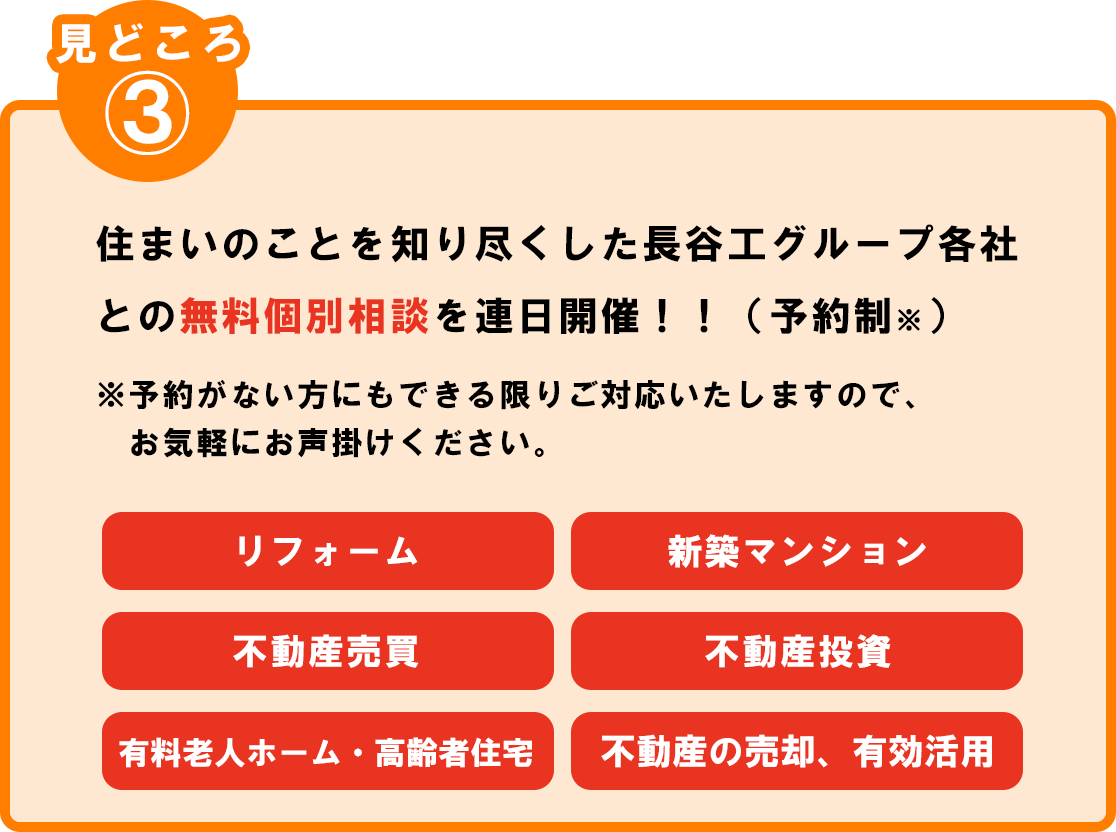 見どころ
③
住まいのことを知り尽くした長谷工グループ各社
との無料個別相談を連日開催！！（予約制※）
※予約がない方にもできる限りご対応いたしますので、
お気軽にお声掛けください。
リフォーム
新築マンション
不動産売買
不動産投資
有料老人ホーム・高齢者住宅
不動産の売却、有効活用